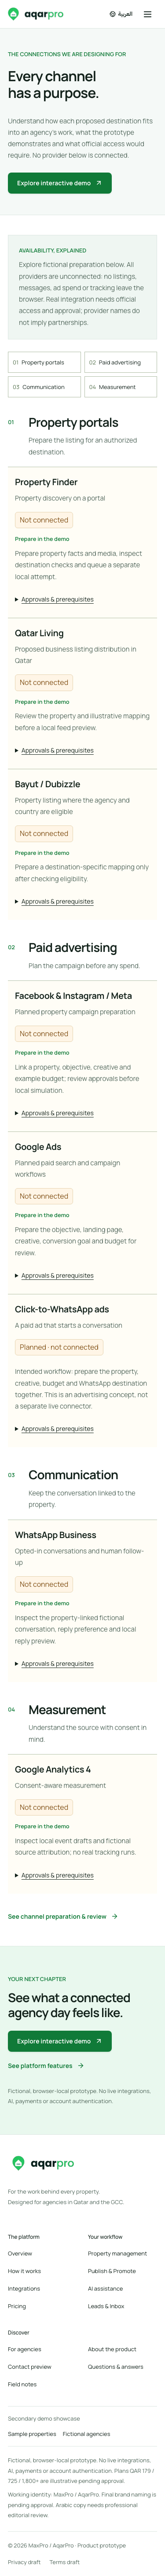 aqarpro
العربية
THE CONNECTIONS WE ARE DESIGNING FOR
Every channel
has a purpose.
Understand how each proposed destination fits
into an agency's work, what the prototype
demonstrates and what official access would
require. No provider below is connected.
Explore interactive demo
AVAILABILITY, EXPLAINED
Explore fictional preparation below. All
providers are unconnected: no listings,
messages, ad spend or tracking leave the
browser. Real integration needs official
access and approval; provider names do
not imply partnerships.
01 Property portals
02 Paid advertising
03 Communication
04 Measurement
01 Property portals
Prepare the listing for an authorized
destination.
Property Finder
Property discovery on a portal
Not connected
Prepare in the demo
Prepare property facts and media, inspect
destination checks and queue a separate
local attempt.
Approvals & prerequisites
Qatar Living
Proposed business listing distribution in
Qatar
Not connected
Prepare in the demo
Review the property and illustrative mapping
before a local feed preview.
Approvals & prerequisites
Bayut / Dubizzle
Property listing where the agency and
country are eligible
Not connected
Prepare in the demo
Prepare a destination-specific mapping only
after checking eligibility.
Approvals & prerequisites
02 Paid advertising
Plan the campaign before any spend.
Facebook & Instagram / Meta
Planned property campaign preparation
Not connected
Prepare in the demo
Link a property, objective, creative and
example budget; review approvals before
local simulation.
Approvals & prerequisites
Google Ads
Planned paid search and campaign
workflows
Not connected
Prepare in the demo
Prepare the objective, landing page,
creative, conversion goal and budget for
review.
Approvals & prerequisites
Click-to-WhatsApp ads
A paid ad that starts a conversation
Planned · not connected
Intended workflow: prepare the property,
creative, budget and WhatsApp destination
together. This is an advertising concept, not
a separate live connector.
Approvals & prerequisites
03 Communication
Keep the conversation linked to the
property.
WhatsApp Business
Opted-in conversations and human follow-
up
Not connected
Prepare in the demo
Inspect the property-linked fictional
conversation, reply preference and local
reply preview.
Approvals & prerequisites
04 Measurement
Understand the source with consent in
mind.
Google Analytics 4
Consent-aware measurement
Not connected
Prepare in the demo
Inspect local event drafts and fictional
source attribution; no real tracking runs.
Approvals & prerequisites
See channel preparation & review
YOUR NEXT CHAPTER
See what a connected
agency day feels like.
Explore interactive demo
See platform features
Fictional, browser-local prototype. No live integrations,
AI, payments or account authentication.
aqarpro
For the work behind every property.
Designed for agencies in Qatar and the GCC.
The platform
Overview
How it works
Integrations
Pricing
Your workflow
Property management
Publish & Promote
AI assistance
Leads & Inbox
Discover
For agencies
Contact preview
Field notes
About the product
Questions & answers
Secondary demo showcase
Sample properties Fictional agencies
Fictional, browser-local prototype. No live integrations,
AI, payments or account authentication. Plans QAR 179 /
725 / 1,800+ are illustrative pending approval.
Working identity: MaxPro / AqarPro. Final brand naming is
pending approval. Arabic copy needs professional
editorial review.
© 2026 MaxPro / AqarPro · Product prototype
Privacy draft Terms draft